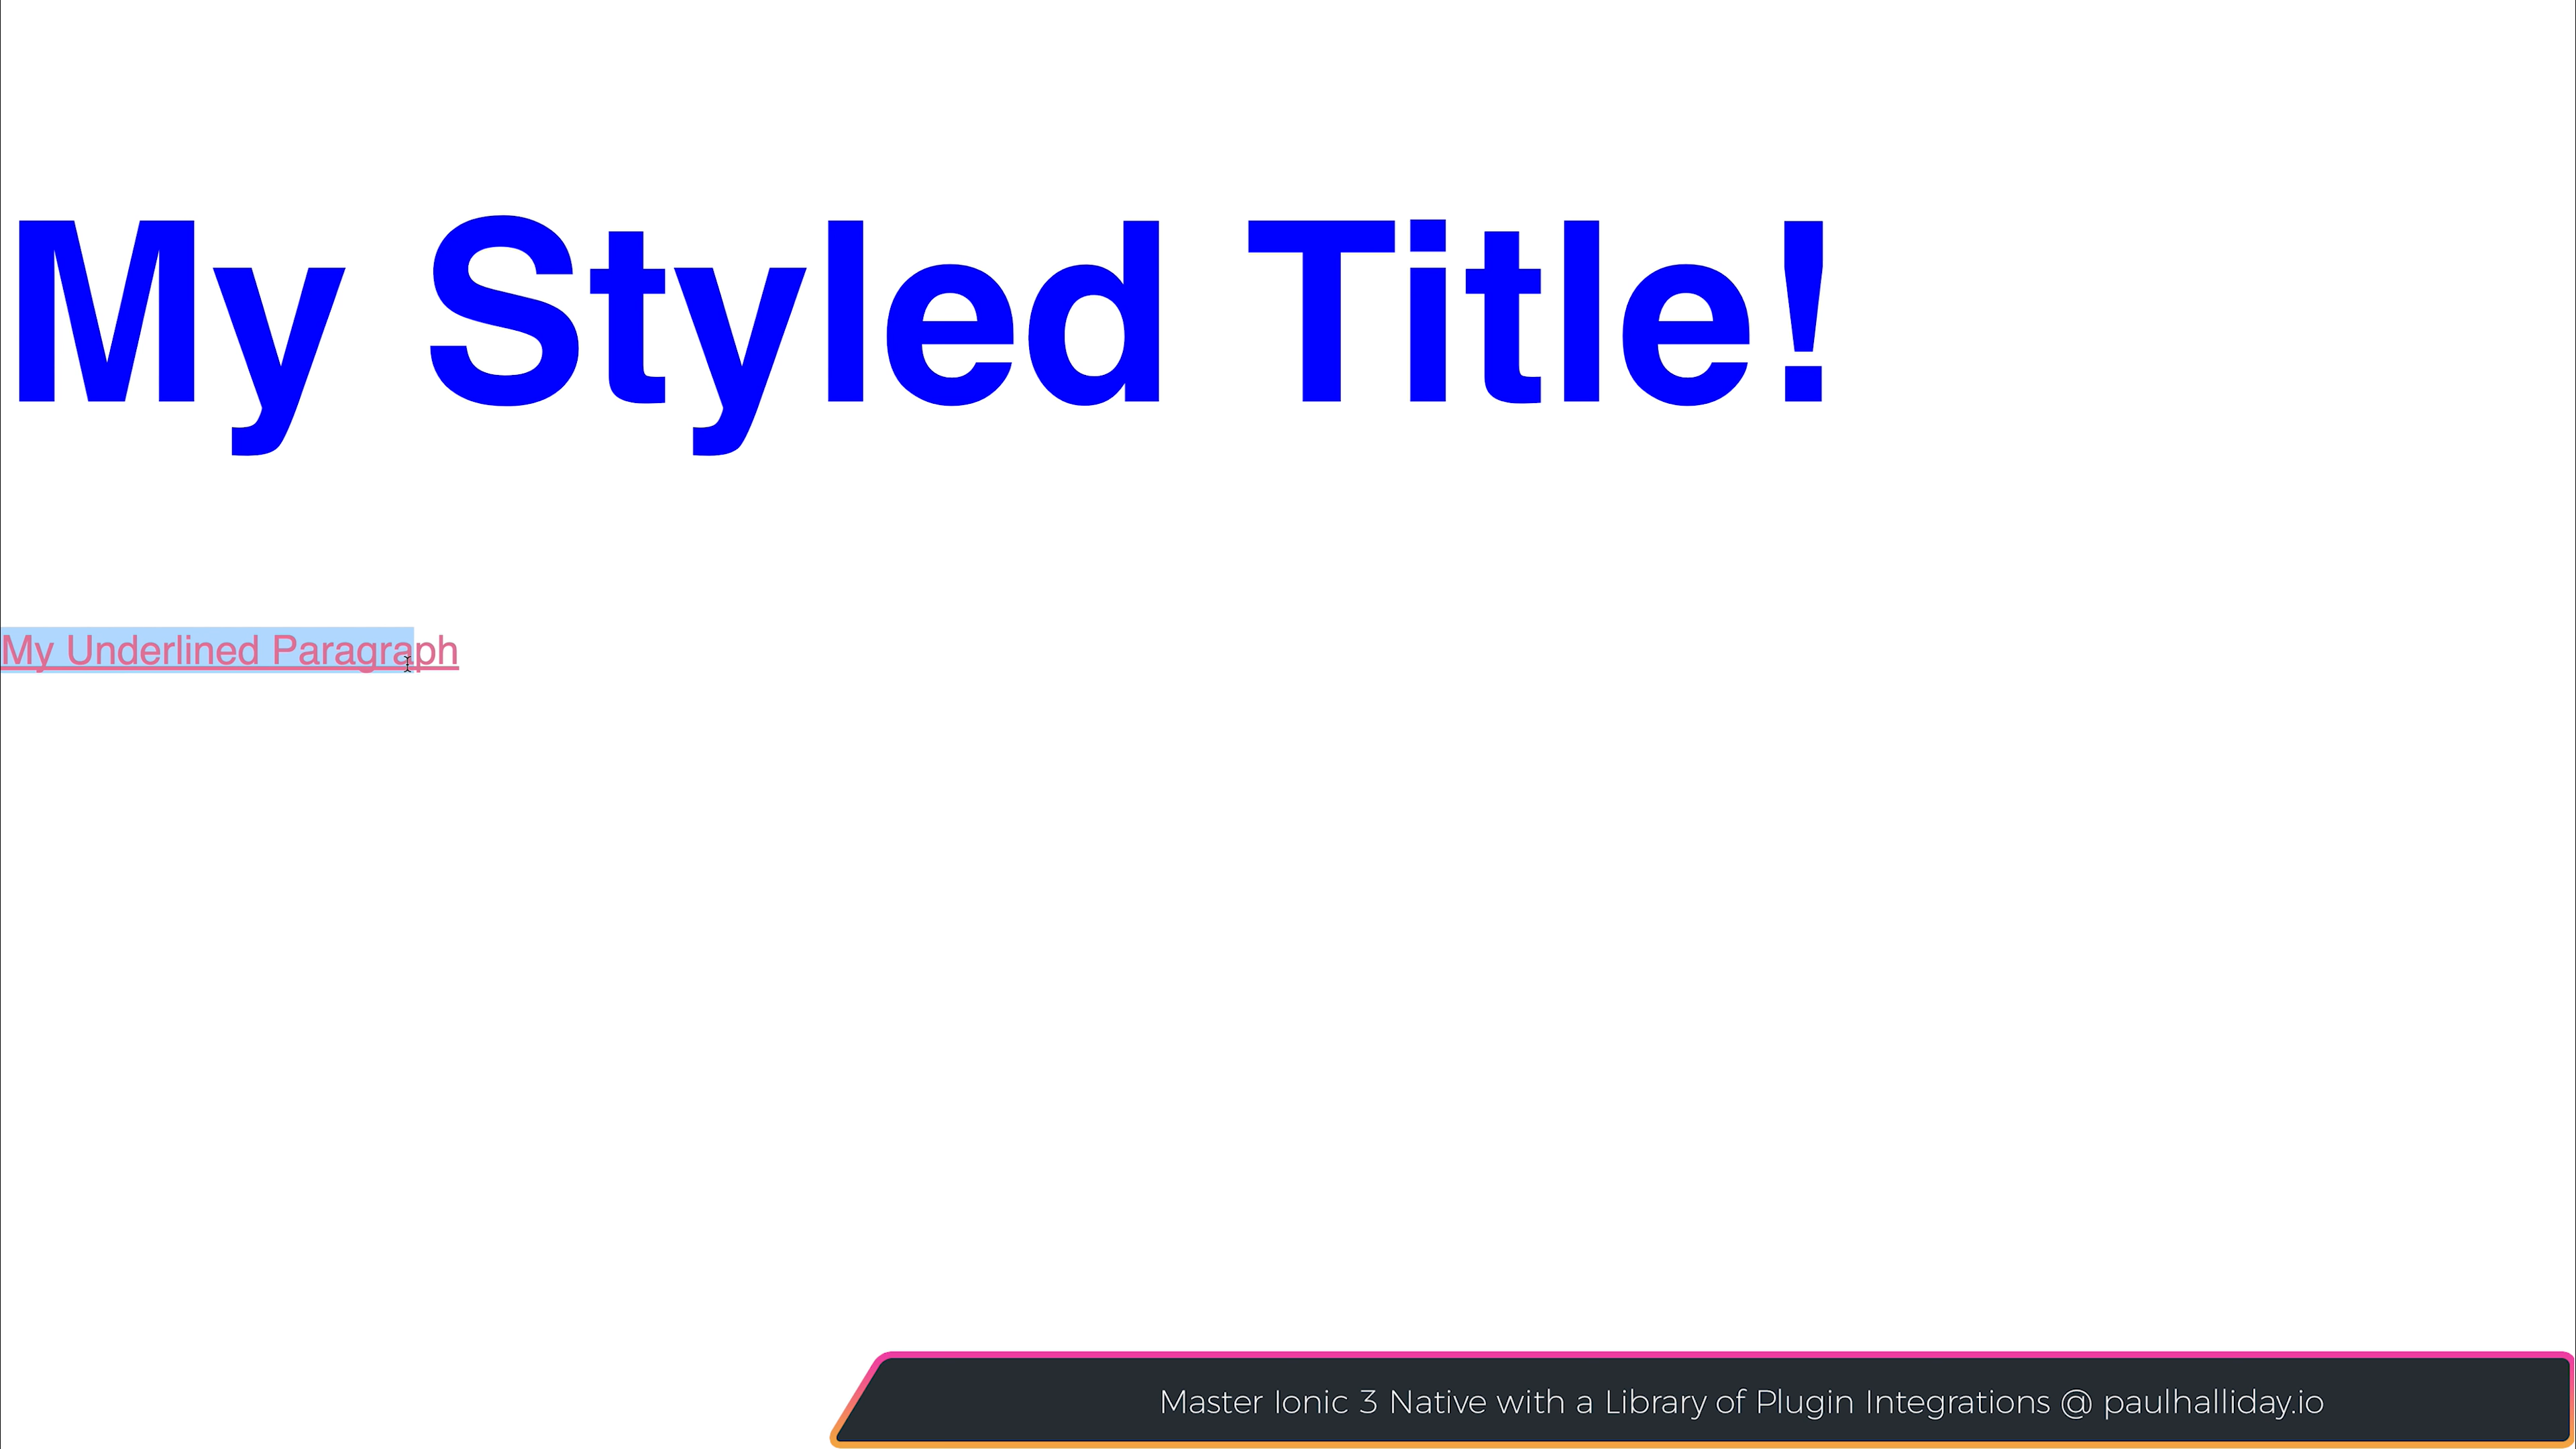 My Styled Title!
My Underlined Paragraph
Master Ionic 3 Native with a Library of Plugin Integrations @ paulhalliday.io